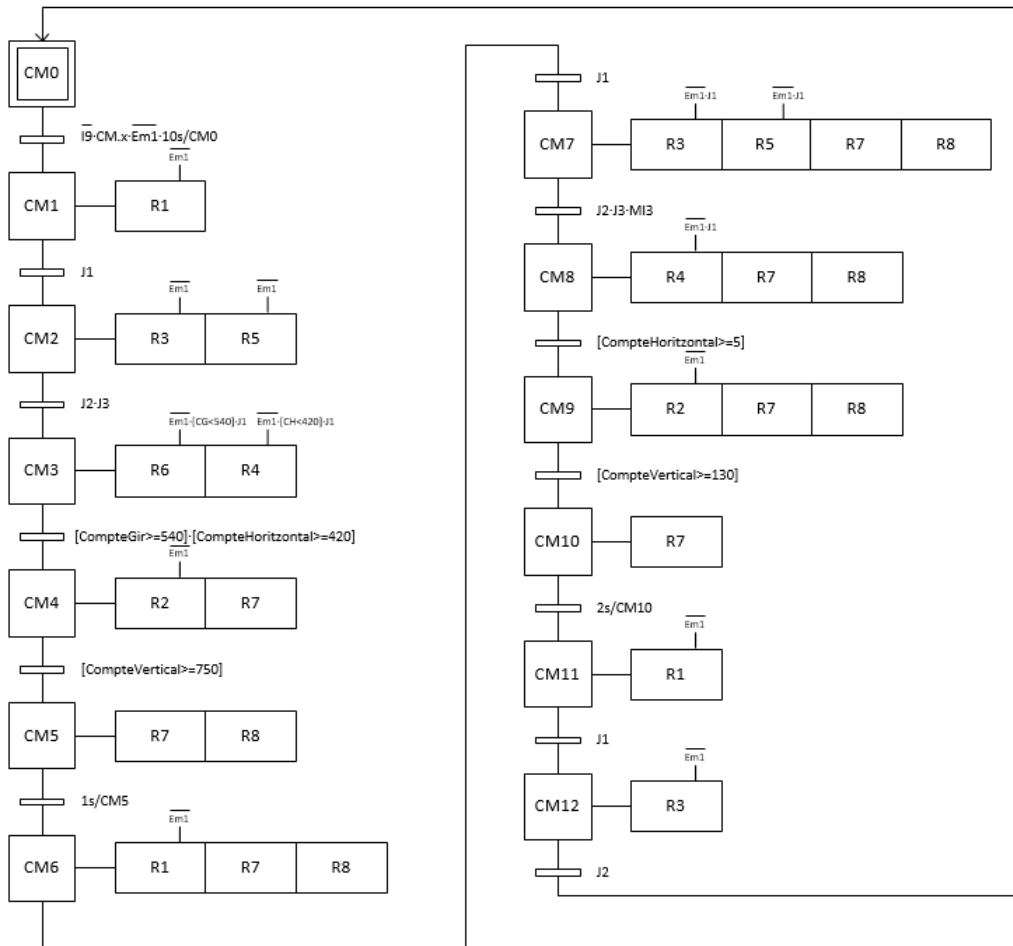 CM0
I9·CM.x·Em1·10s/CM0
Em1
CM1 R1
J1
Em1 Em1
CM2 R3 R5
J2·J3
Em1·[CG<540]·J1 Em1·[CH<420]·J1
CM3 R6 R4
[CompteGir>=540]·[CompteHoritzontal>=420]
Em1
CM4 R2 R7
[CompteVertical>=750]
CM5 R7 R8
1s/CM5
Em1
CM6 R1 R7 R8
J1
Em1·J1 Em1·J1
CM7 R3 R5 R7 R8
J2·J3·MI3
Em1·J1
CM8 R4 R7 R8
[CompteHoritzontal>=5]
Em1
CM9 R2 R7 R8
[CompteVertical>=130]
CM10 R7
2s/CM10
Em1
CM11 R1
J1
Em1
CM12 R3
J2